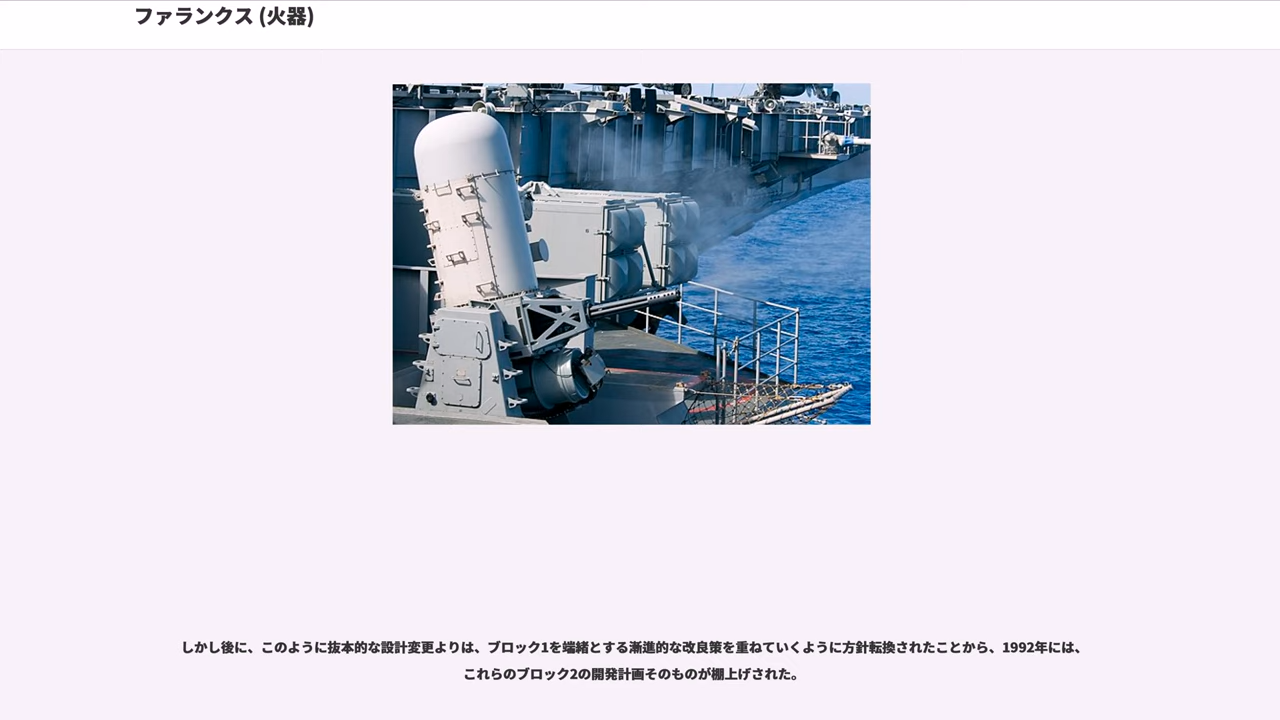 ファランクス (火器)
しかし後に、このように抜本的な設計変更よりは、ブロック1を端緒とする漸進的な改良策を重ねていくように方針転換されたことから、1992年には、
これらのブロック2の開発計画そのものが棚上げされた。